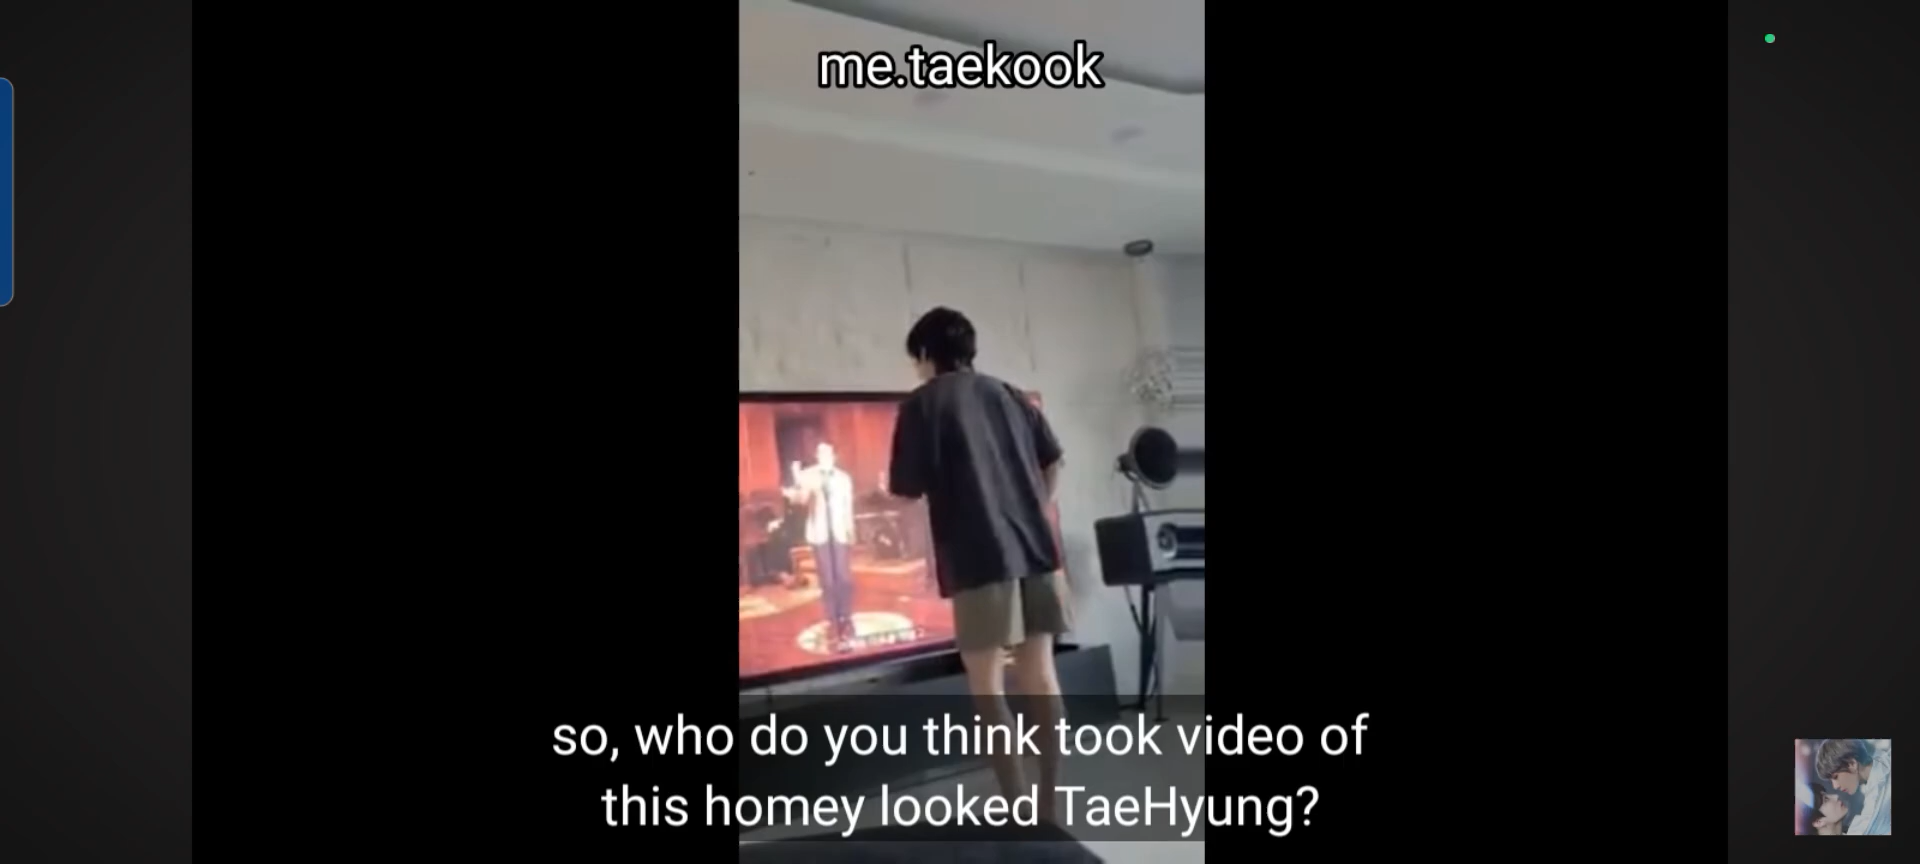 me.taekook
so, who do you think took video of
this homey looked TaeHyung?